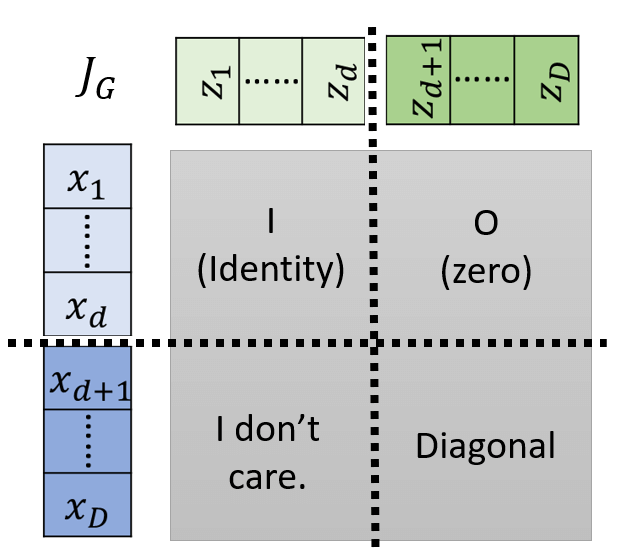 J_G
z_1 ⋯⋯ z_d z_{d+1} ⋯⋯ z_D
x_1
⋮
x_d
x_{d+1}
⋮
x_D
I
(Identity)
O
(zero)
I don’t
care.
Diagonal